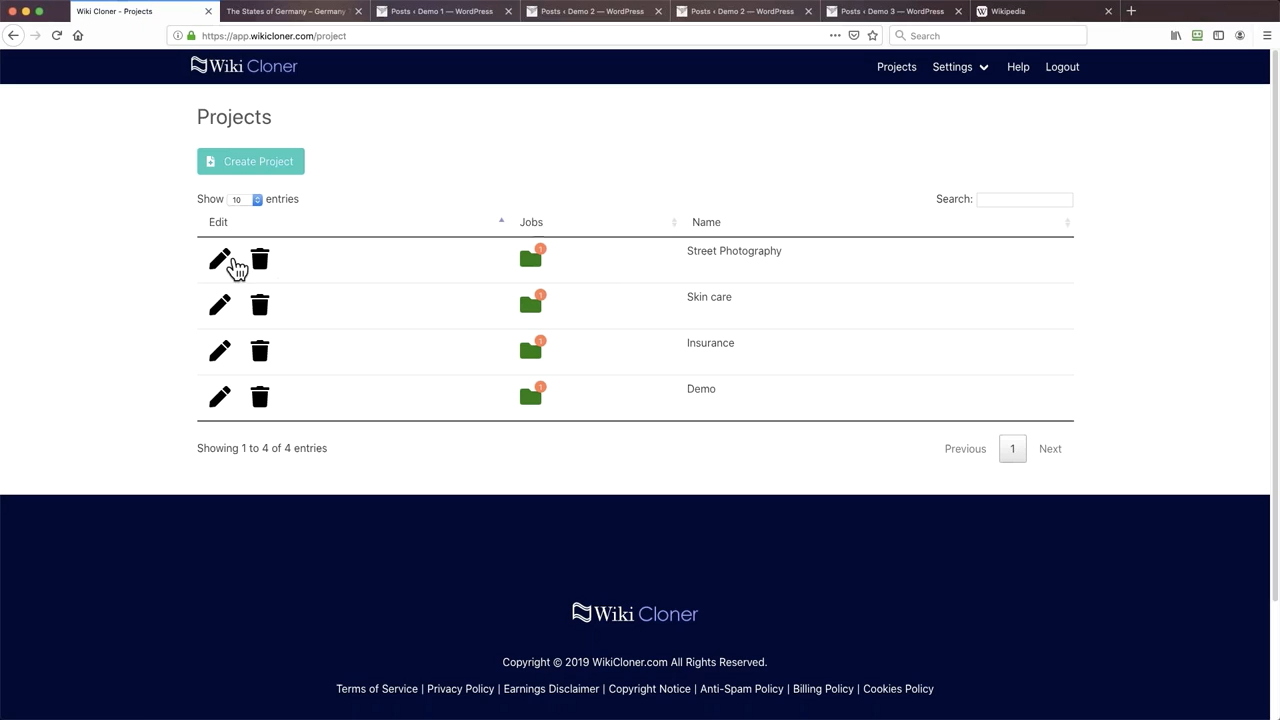 Wiki Cloner - Projects
The States of Germany – Germany
Posts ‹ Demo 1 — WordPress
Posts ‹ Demo 2 — WordPress
Posts ‹ Demo 2 — WordPress
Posts ‹ Demo 3 — WordPress
W Wikipedia
https://app.wikicloner.com/project
Search
Wiki Cloner
Projects Settings Help Logout
Projects
Create Project
Show 10 entries
Search:
Edit Jobs Name
1 Street Photography
1 Skin care
1 Insurance
1 Demo
Showing 1 to 4 of 4 entries
Previous 1 Next
Wiki Cloner
Copyright © 2019 WikiCloner.com All Rights Reserved.
Terms of Service | Privacy Policy | Earnings Disclaimer | Copyright Notice | Anti-Spam Policy | Billing Policy | Cookies Policy